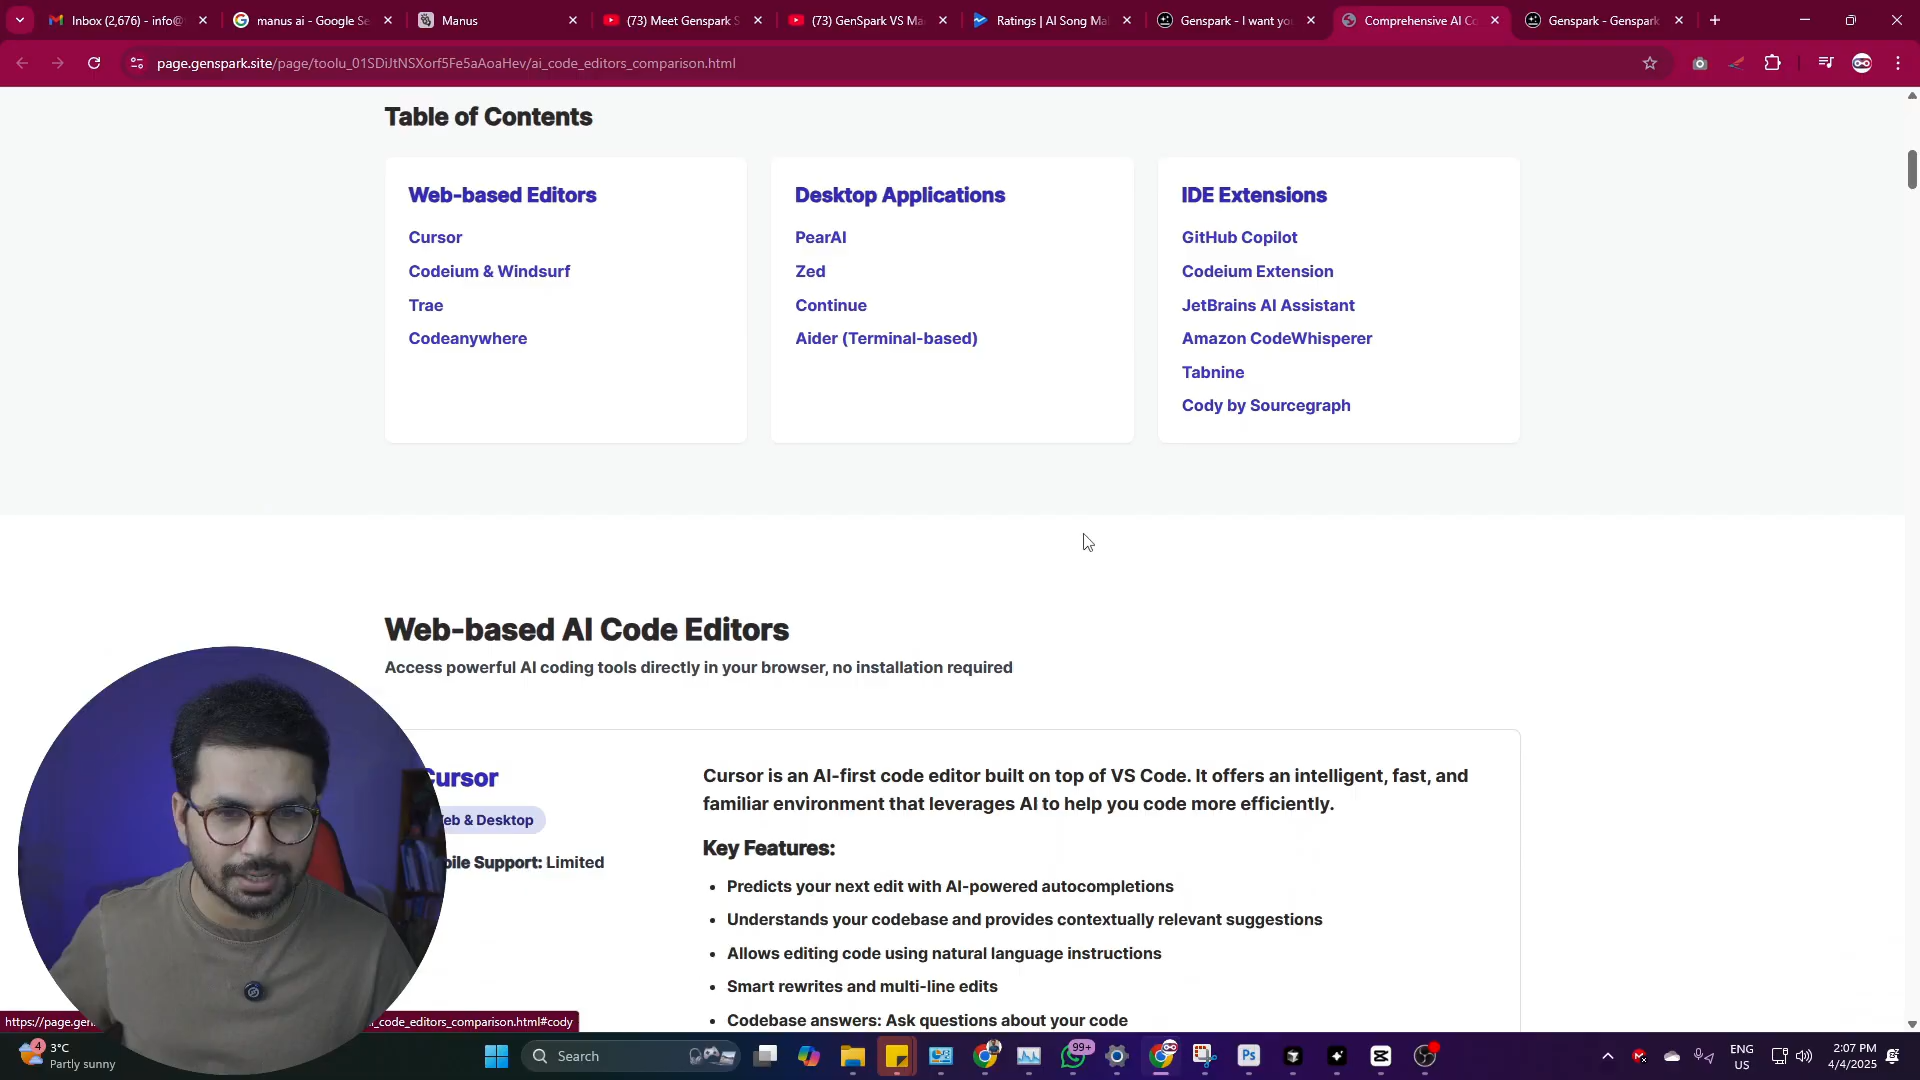 Inbox (2,676) - info@
manus ai - Google Se
Manus
(73) Meet Genspark S
(73) GenSpark VS Ma
Ratings | AI Song Ma
Genspark - I want you
Comprehensive AI Co
Genspark - Genspark
page.genspark.site/page/toolu_01SDiJtNSXorf5Fe5aAoaHev/ai_code_editors_comparison.html
Table of Contents
Web-based Editors
Cursor
Codeium & Windsurf
Trae
Codeanywhere
Desktop Applications
PearAI
Zed
Continue
Aider (Terminal-based)
IDE Extensions
GitHub Copilot
Codeium Extension
JetBrains AI Assistant
Amazon CodeWhisperer
Tabnine
Cody by Sourcegraph
Web-based AI Code Editors
Access powerful AI coding tools directly in your browser, no installation required
Cursor
eb & Desktop
bile Support: Limited
Cursor is an AI-first code editor built on top of VS Code. It offers an intelligent, fast, and
familiar environment that leverages AI to help you code more efficiently.
Key Features:
• Predicts your next edit with AI-powered autocompletions
• Understands your codebase and provides contextually relevant suggestions
• Allows editing code using natural language instructions
• Smart rewrites and multi-line edits
• Codebase answers: Ask questions about your code
https://page.gen
i_code_editors_comparison.html#cody
4
3°C
Partly sunny
Search
99+
Ps
ENG
US
2:07 PM
4/4/2025